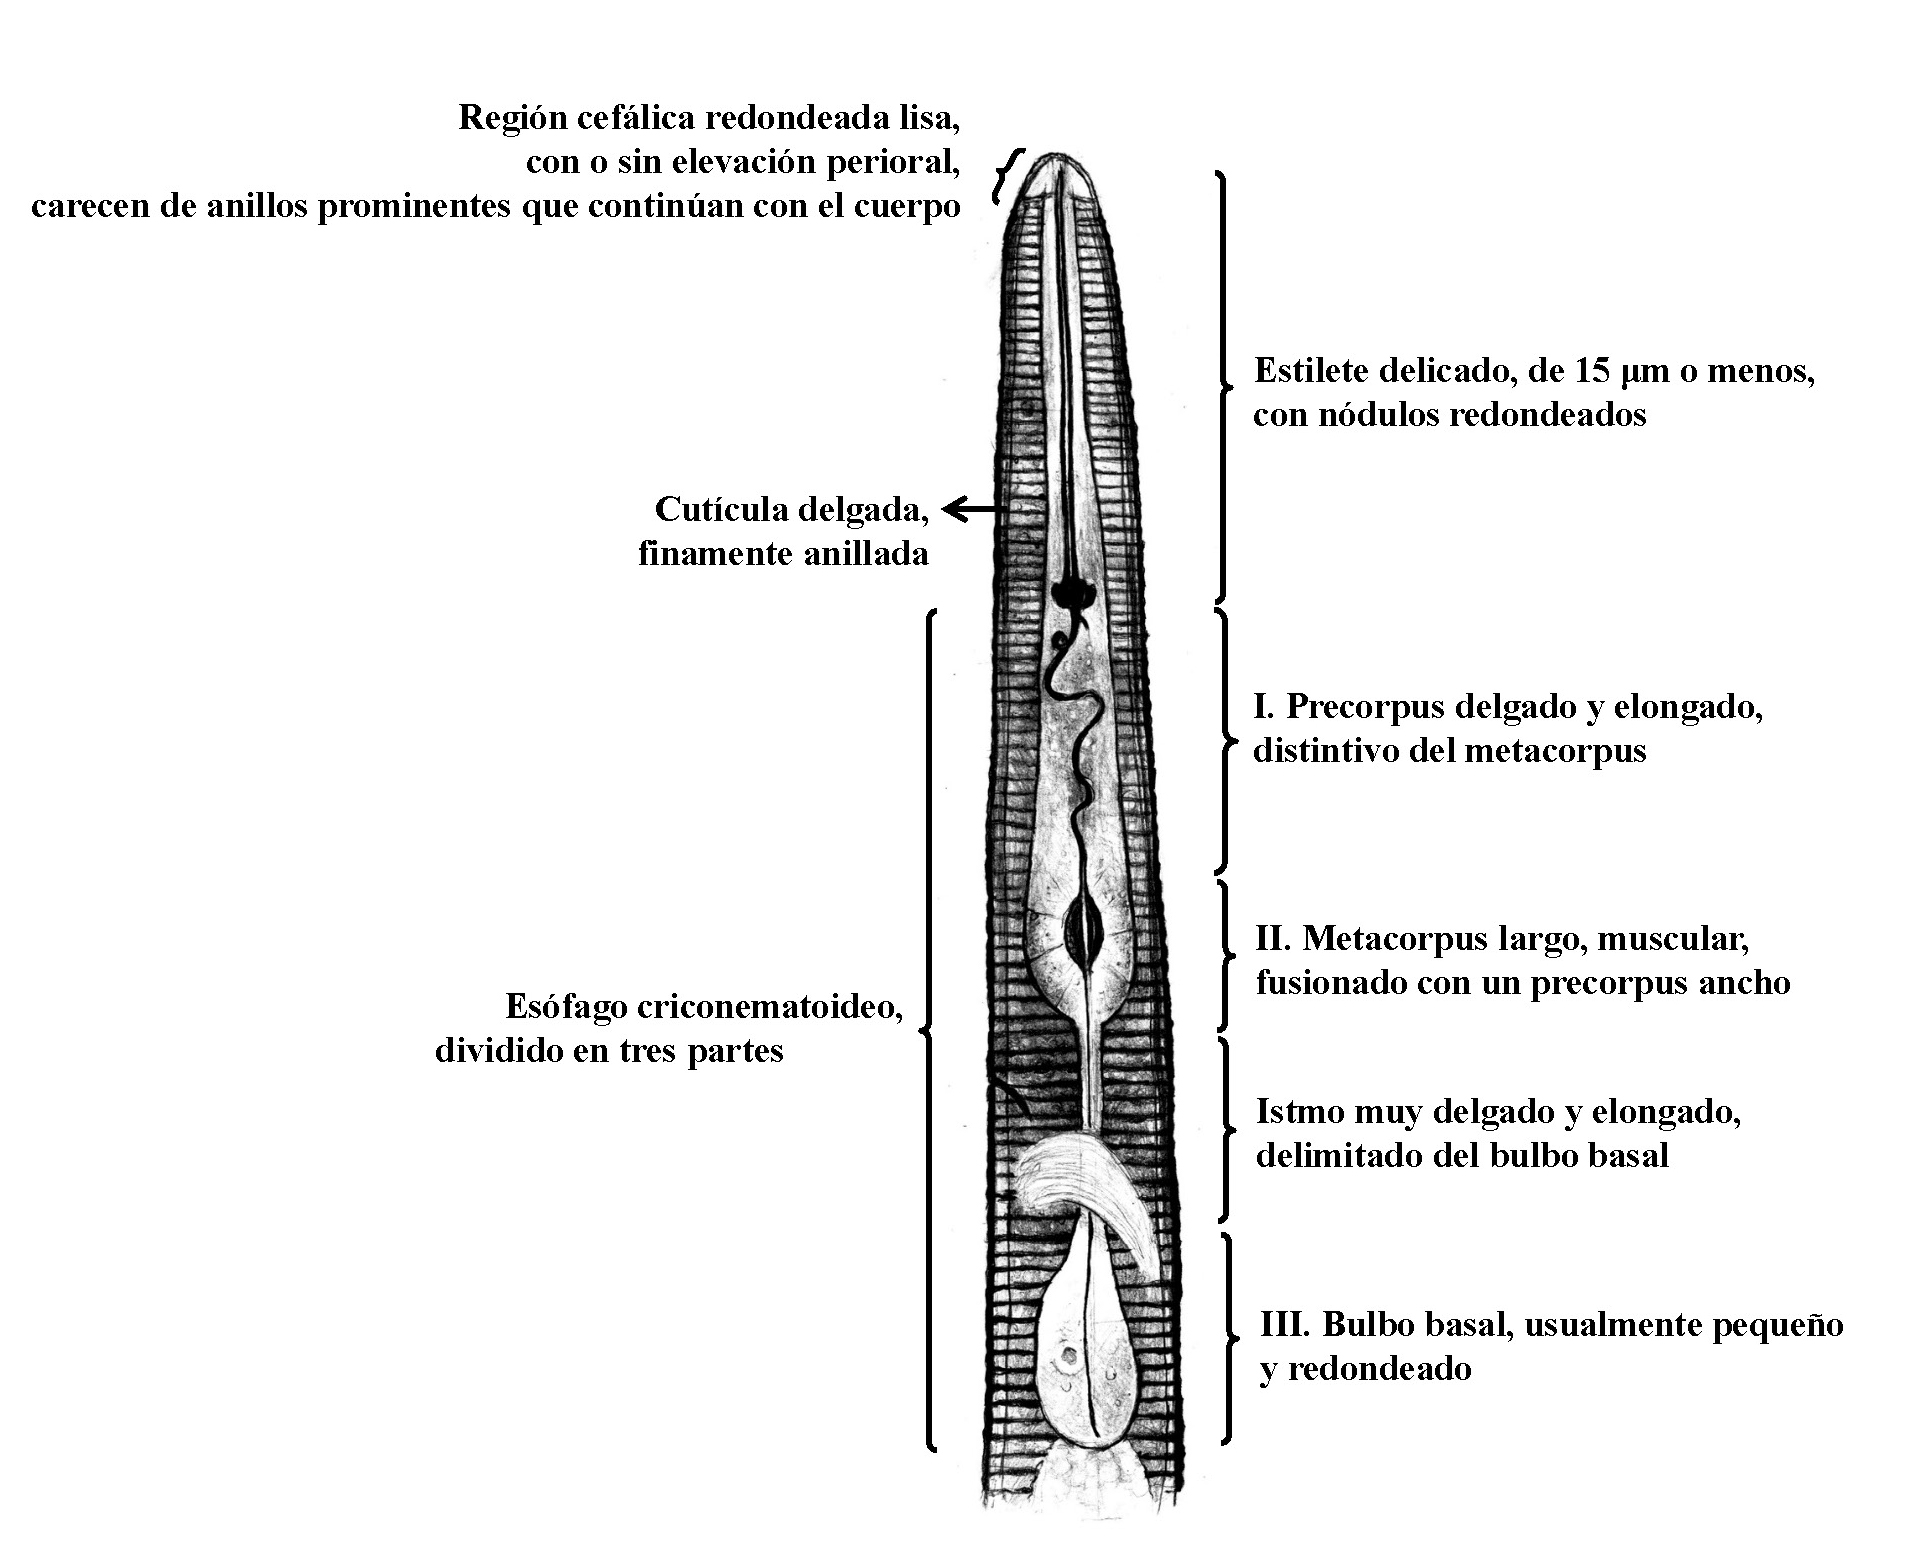 Región cefálica redondeada lisa,
con o sin elevación perioral,
carecen de anillos prominentes que continúan con el cuerpo
Estilete delicado, de 15 µm o menos,
con nódulos redondeados
Cutícula delgada,
finamente anillada
I. Precorpus delgado y elongado,
distintivo del metacorpus
II. Metacorpus largo, muscular,
fusionado con un precorpus ancho
Esófago criconematoideo,
dividido en tres partes
Istmo muy delgado y elongado,
delimitado del bulbo basal
III. Bulbo basal, usualmente pequeño
y redondeado